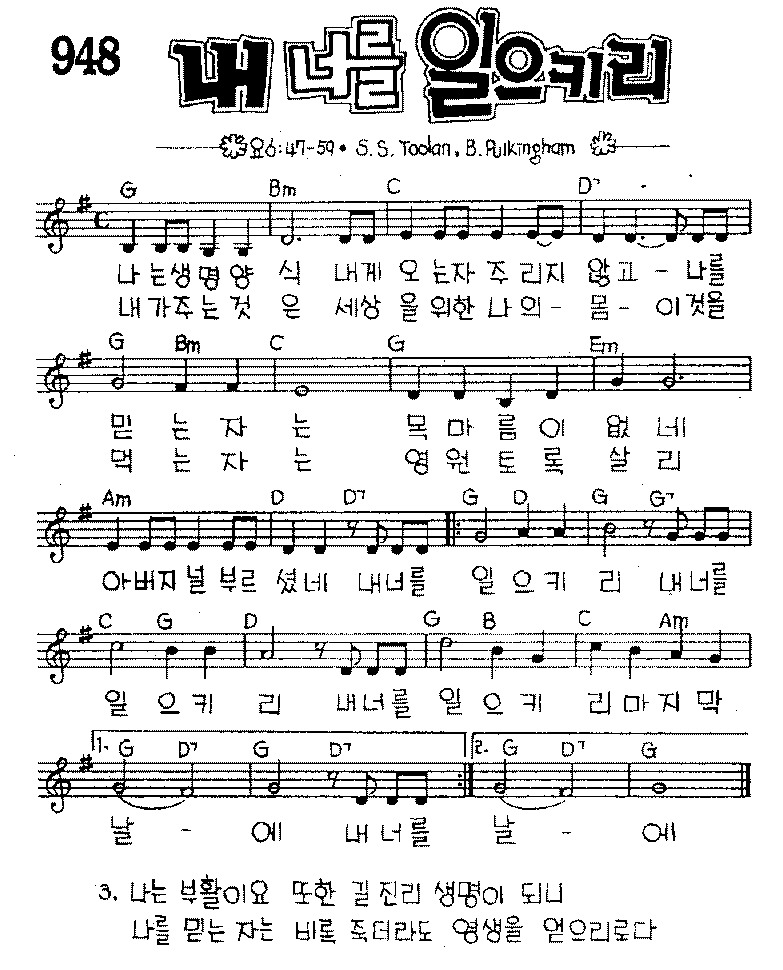 948 내 너를 일으키리
요6:47-59 • S.S. Toolan, B. Pulkingham
G Bm C D7
나는생명양 식 내게 오 는자 주 리지 않고 - 나를
내가주는것 은 세상 을위한 나의- 몸- 이것을
G Bm C G Em
믿 는 자 는 목 마 름 이 없 네
먹 는 자 는 영 원 토 록 살 리
Am D D7 G D G G7
아버지널 부르 셨네 내너를 일 으 키 리 내너를
C G D G B C Am
일 으키 리 내너를 일 으 키 리마지막
1. G D7 G D7 2. G D7 G
날 - 에 내너를 날 - 에
3. 나는 부활이요 또한 길 진리 생명이 되니
나를 믿는 자는 비록 죽더라도 영생을 얻으리로다